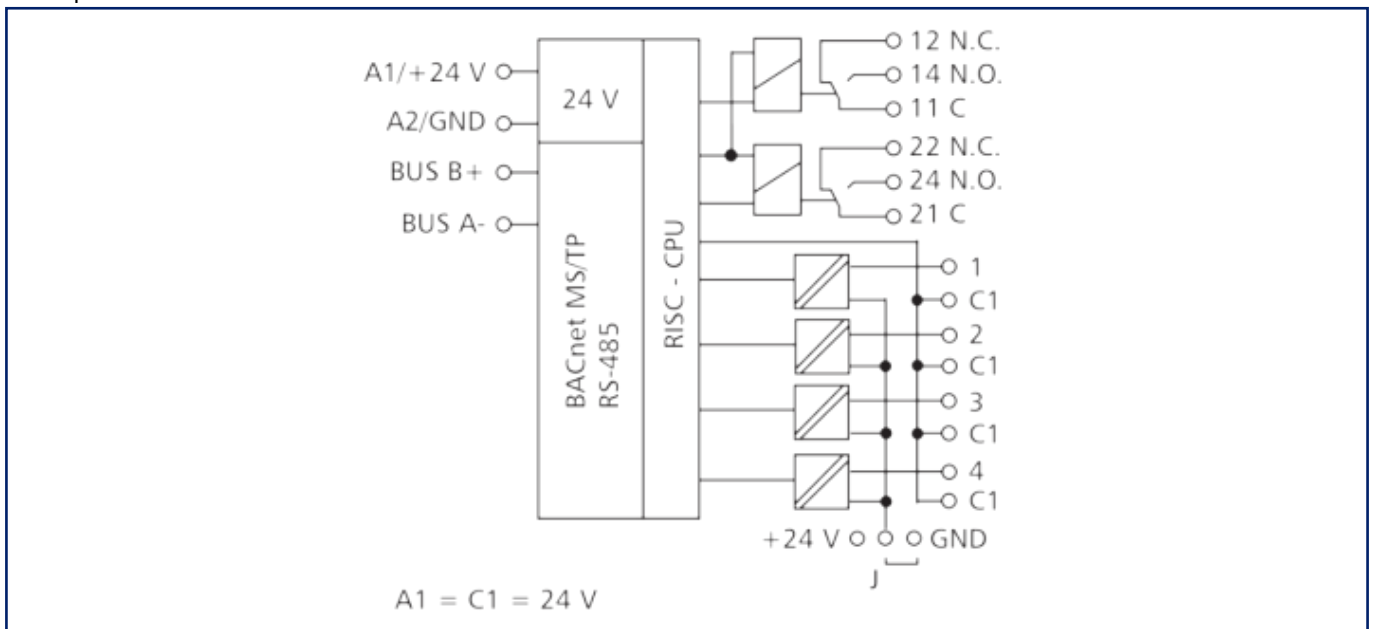 A1/+24 V
A2/GND
BUS B+
BUS A-
24 V
BACnet MS/TP
RS-485
RISC - CPU
12 N.C.
14 N.O.
11 C
22 N.C.
24 N.O.
21 C
1
C1
2
C1
3
C1
4
C1
+24 V
GND
J
A1 = C1 = 24 V